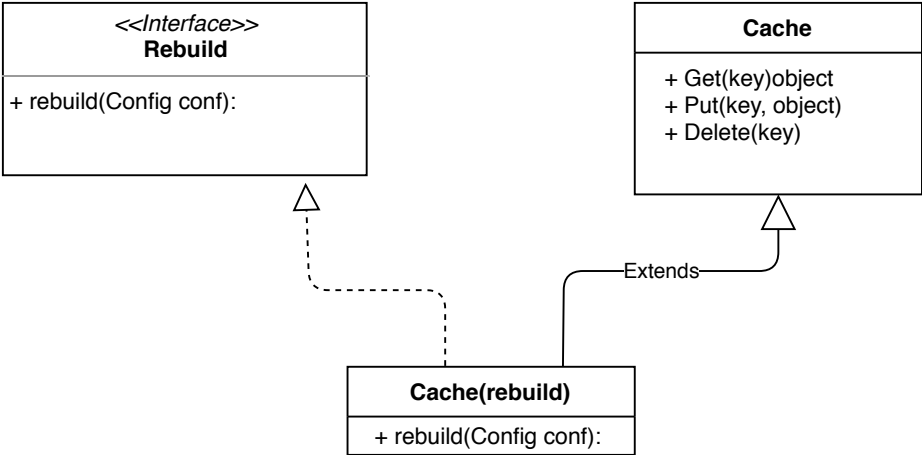 <<Interface>>
Rebuild
+ rebuild(Config conf):
Cache
+ Get(key)object
+ Put(key, object)
+ Delete(key)
Extends
Cache(rebuild)
+ rebuild(Config conf):